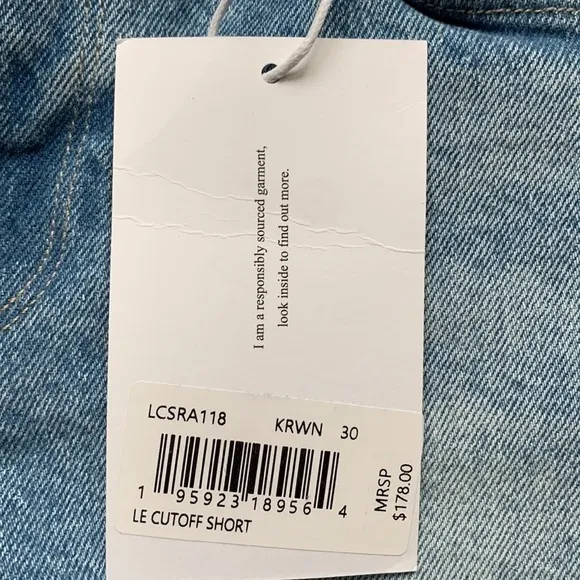 I am a responsibly sourced garment,
look inside to find out more.
LCSRA118 KRWN 30
1 95923 18956 4
LE CUTOFF SHORT
MRSP
$178.00